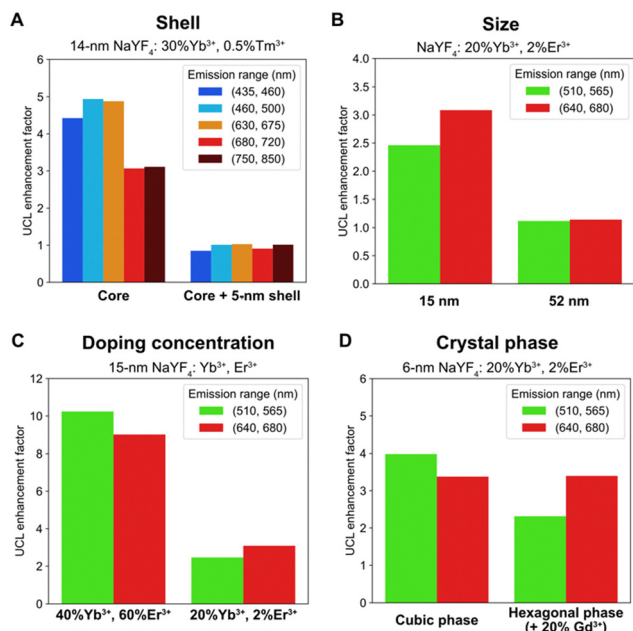 A
Shell
14-nm NaYF₄: 30%Yb³⁺, 0.5%Tm³⁺
UCL enhancement factor
6
5
4
3
2
1
0
Emission range (nm)
(435, 460)
(460, 500)
(630, 675)
(680, 720)
(750, 850)
Core
Core + 5-nm shell
B
Size
NaYF₄: 20%Yb³⁺, 2%Er³⁺
UCL enhancement factor
4.0
3.5
3.0
2.5
2.0
1.5
1.0
0.5
0.0
Emission range (nm)
(510, 565)
(640, 680)
15 nm
52 nm
C
Doping concentration
15-nm NaYF₄: Yb³⁺, Er³⁺
UCL enhancement factor
12
10
8
6
4
2
0
Emission range (nm)
(510, 565)
(640, 680)
40%Yb³⁺, 60%Er³⁺
20%Yb³⁺, 2%Er³⁺
D
Crystal phase
6-nm NaYF₄: 20%Yb³⁺, 2%Er³⁺
UCL enhancement factor
6
5
4
3
2
1
0
Emission range (nm)
(510, 565)
(640, 680)
Cubic phase
Hexagonal phase
(+ 20% Gd³⁺)